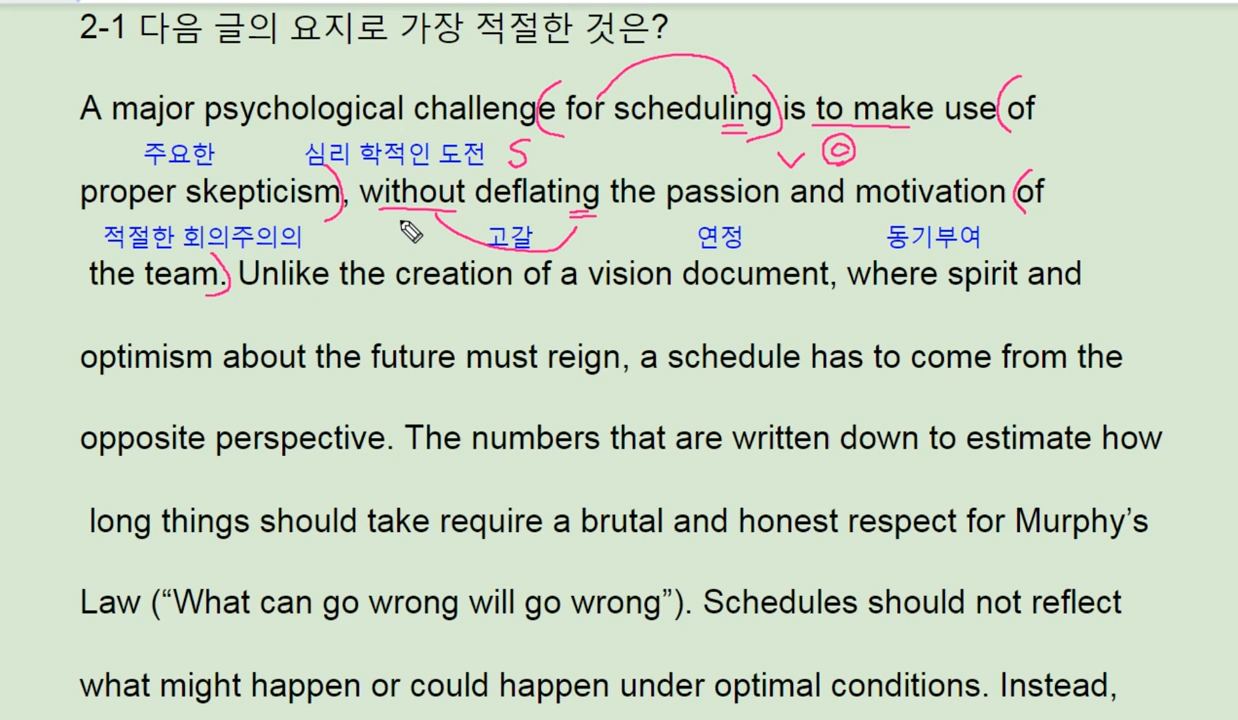 2-1 다음 글의 요지로 가장 적절한 것은?
A major psychological challenge for scheduling is to make use of
주요한 심리 학적인 도전 S V ⓒ
proper skepticism, without deflating the passion and motivation of
적절한 회의주의의 고갈 연정 동기부여
the team. Unlike the creation of a vision document, where spirit and
optimism about the future must reign, a schedule has to come from the
opposite perspective. The numbers that are written down to estimate how
long things should take require a brutal and honest respect for Murphy’s
Law (“What can go wrong will go wrong”). Schedules should not reflect
what might happen or could happen under optimal conditions. Instead,